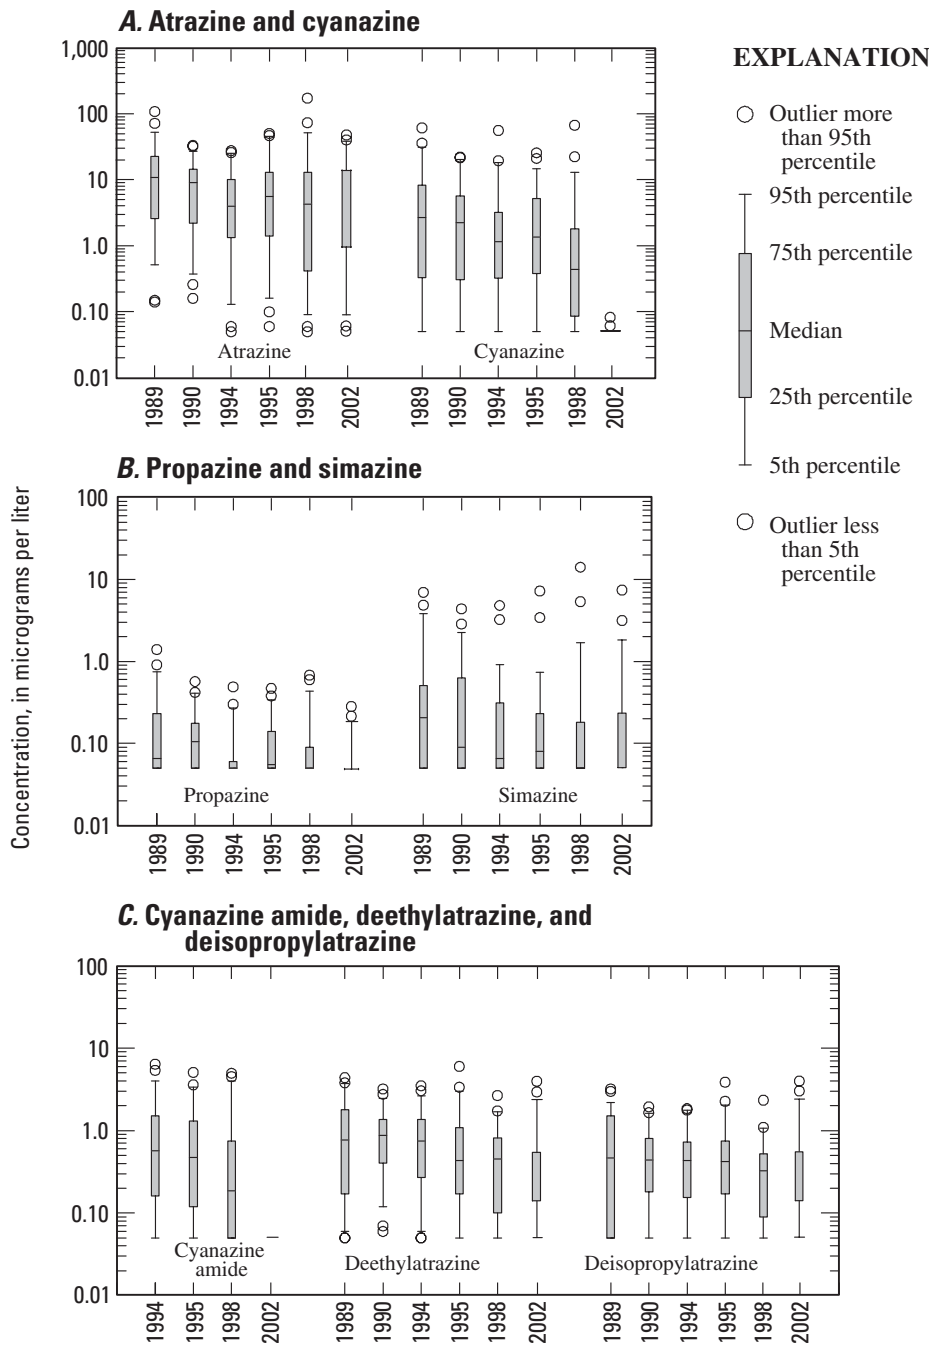 A. Atrazine and cyanazine
1,000
100
10
1.0
0.10
0.01
Atrazine
Cyanazine
1989
1990
1994
1995
1998
2002
1989
1990
1994
1995
1998
2002
EXPLANATION
Outlier more
than 95th
percentile
95th percentile
75th percentile
Median
25th percentile
5th percentile
Outlier less
than 5th
percentile
Concentration, in micrograms per liter
B. Propazine and simazine
100
10
1.0
0.10
0.01
Propazine
Simazine
1989
1990
1994
1995
1998
2002
1989
1990
1994
1995
1998
2002
C. Cyanazine amide, deethylatrazine, and
deisopropylatrazine
100
10
1.0
0.10
0.01
Cyanazine
amide
Deethylatrazine
Deisopropylatrazine
1994
1995
1998
2002
1989
1990
1994
1995
1998
2002
1989
1990
1994
1995
1998
2002